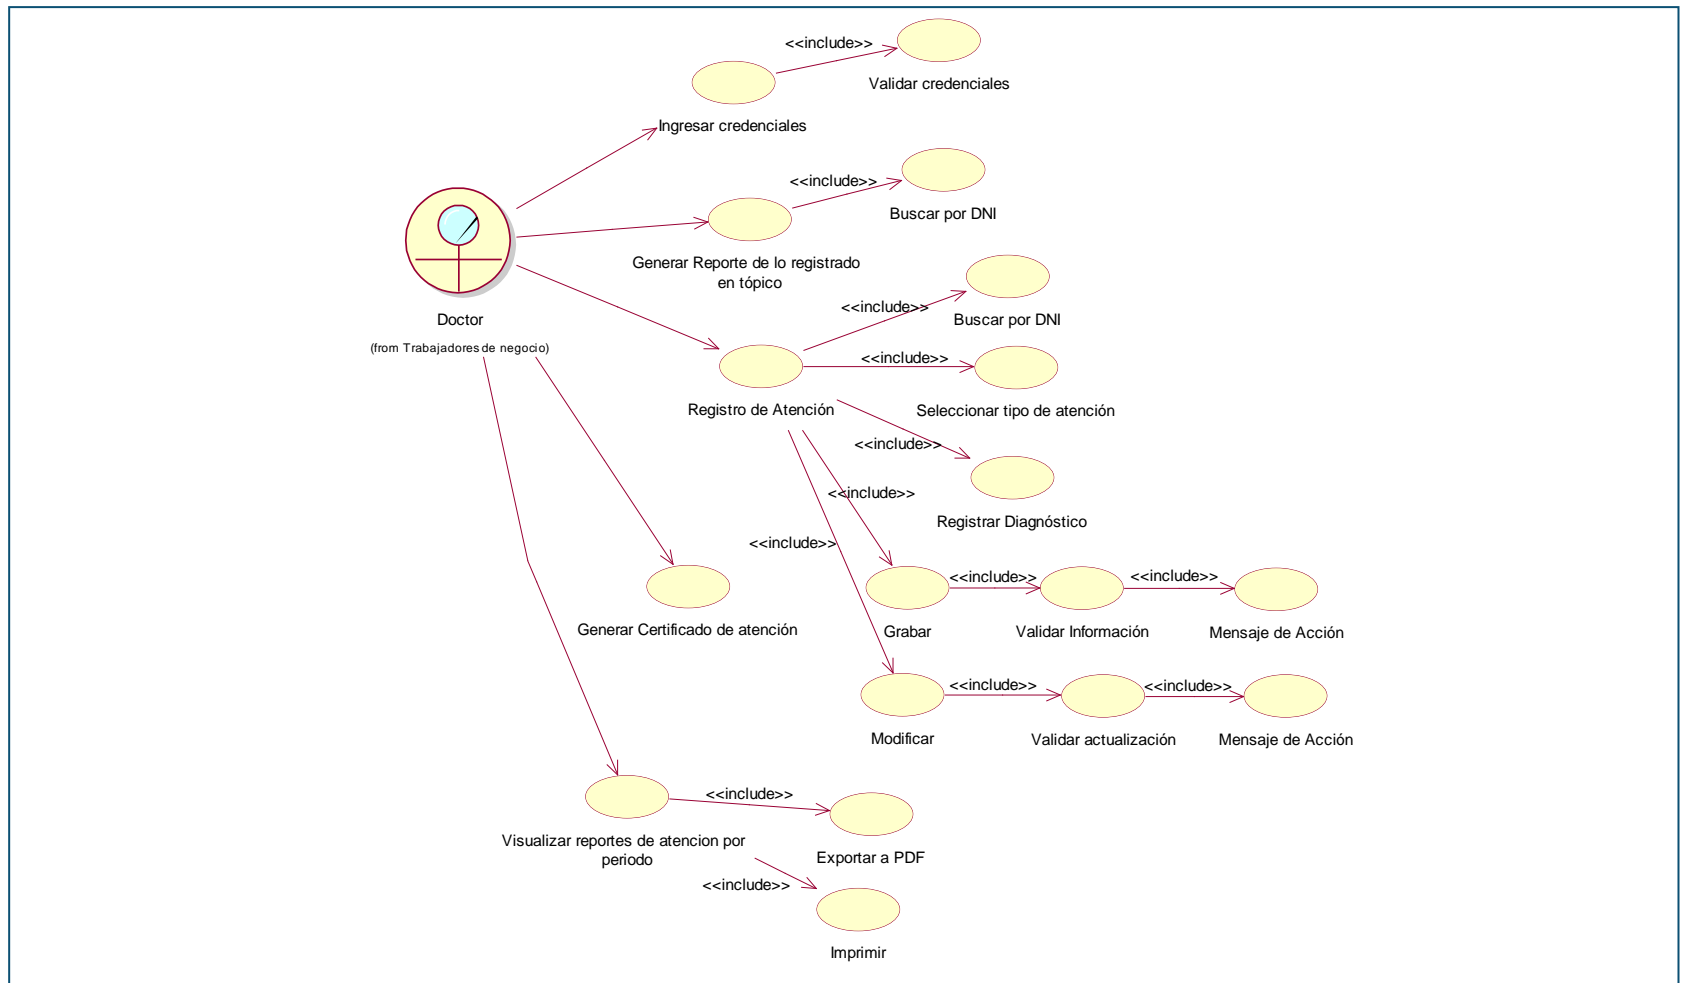 <<include>>
Validar credenciales
Ingresar credenciales
<<include>>
Buscar por DNI
Generar Reporte de lo registrado
en tópico
<<include>>
Buscar por DNI
Doctor
(from Trabajadores de negocio)
<<include>>
Seleccionar tipo de atención
Registro de Atención
<<include>>
Registrar Diagnóstico
<<include>>
<<include>>
<<include>>
<<include>>
Grabar
Validar Información
Mensaje de Acción
Generar Certificado de atención
<<include>>
<<include>>
Modificar
Validar actualización
Mensaje de Acción
<<include>>
Visualizar reportes de atencion por
periodo
Exportar a PDF
<<include>>
Imprimir